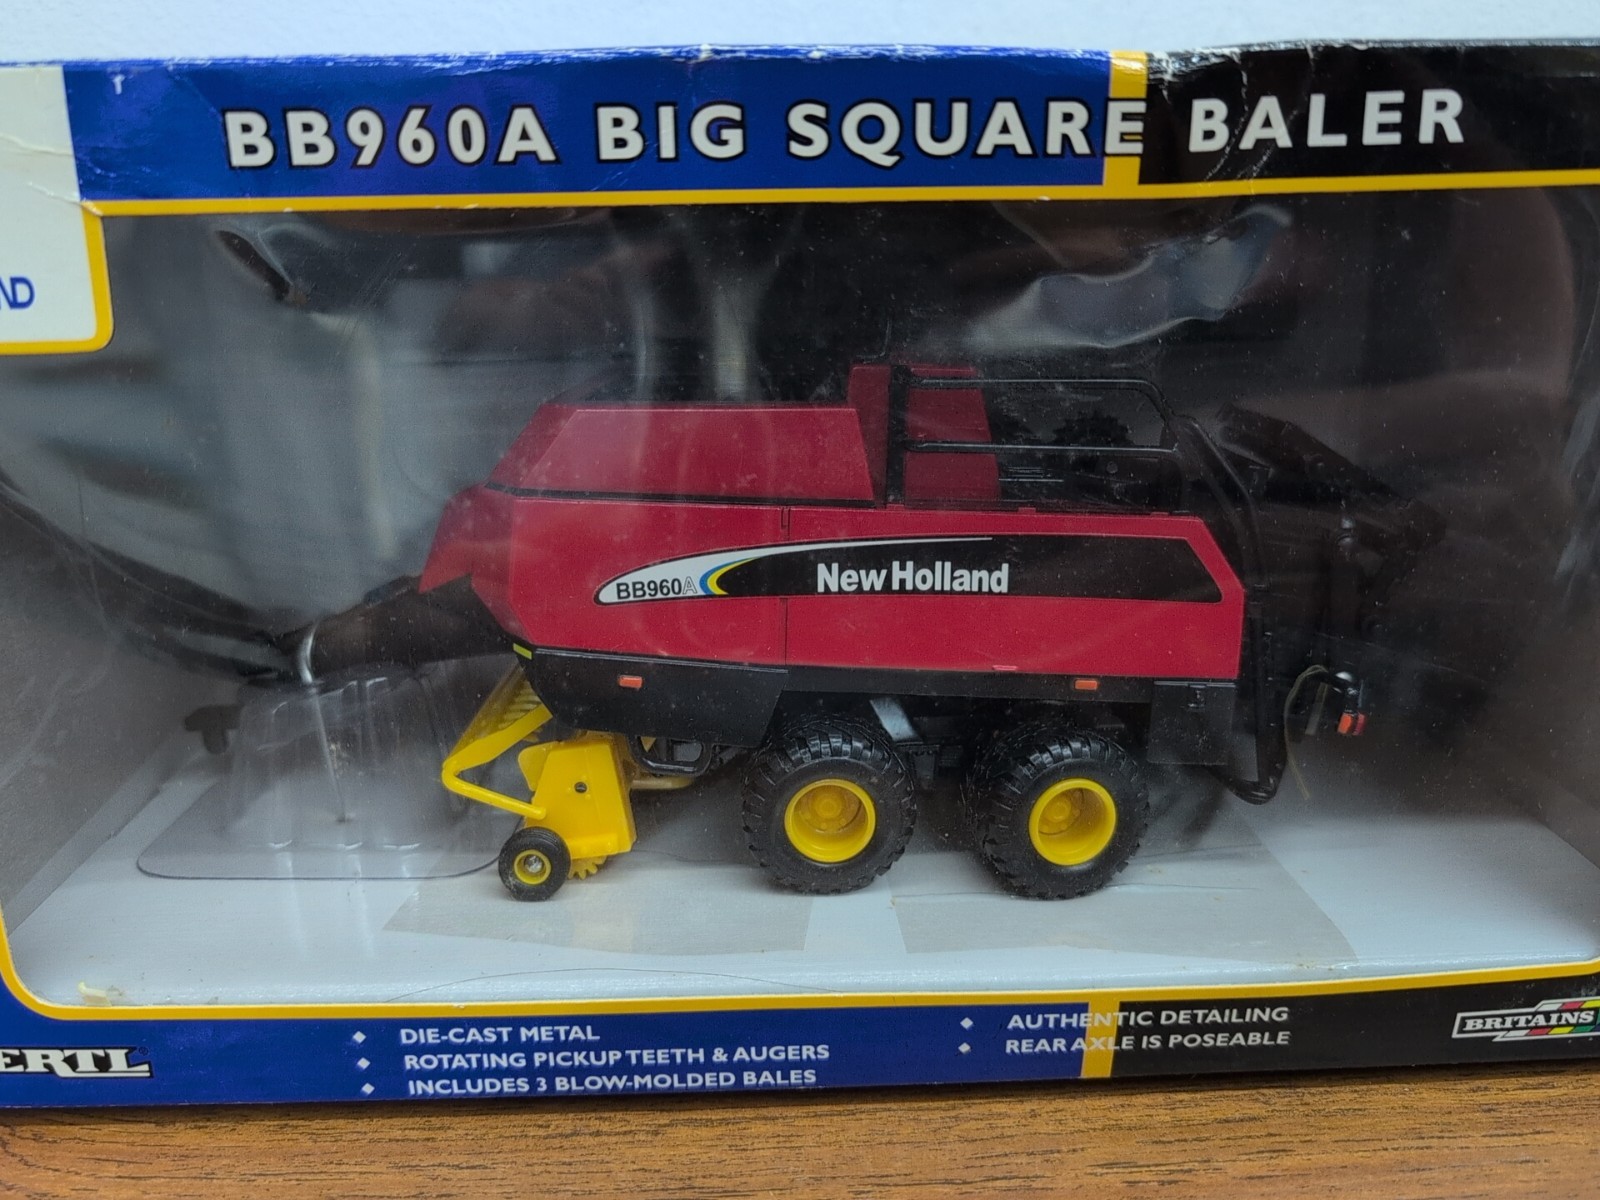 BB960A BIG SQUARE BALER
ND
BB960A
New Holland
ERTL
DIE-CAST METAL
ROTATING PICKUP TEETH & AUGERS
INCLUDES 3 BLOW-MOLDED BALES
AUTHENTIC DETAILING
REAR AXLE IS POSEABLE
BRITAINS